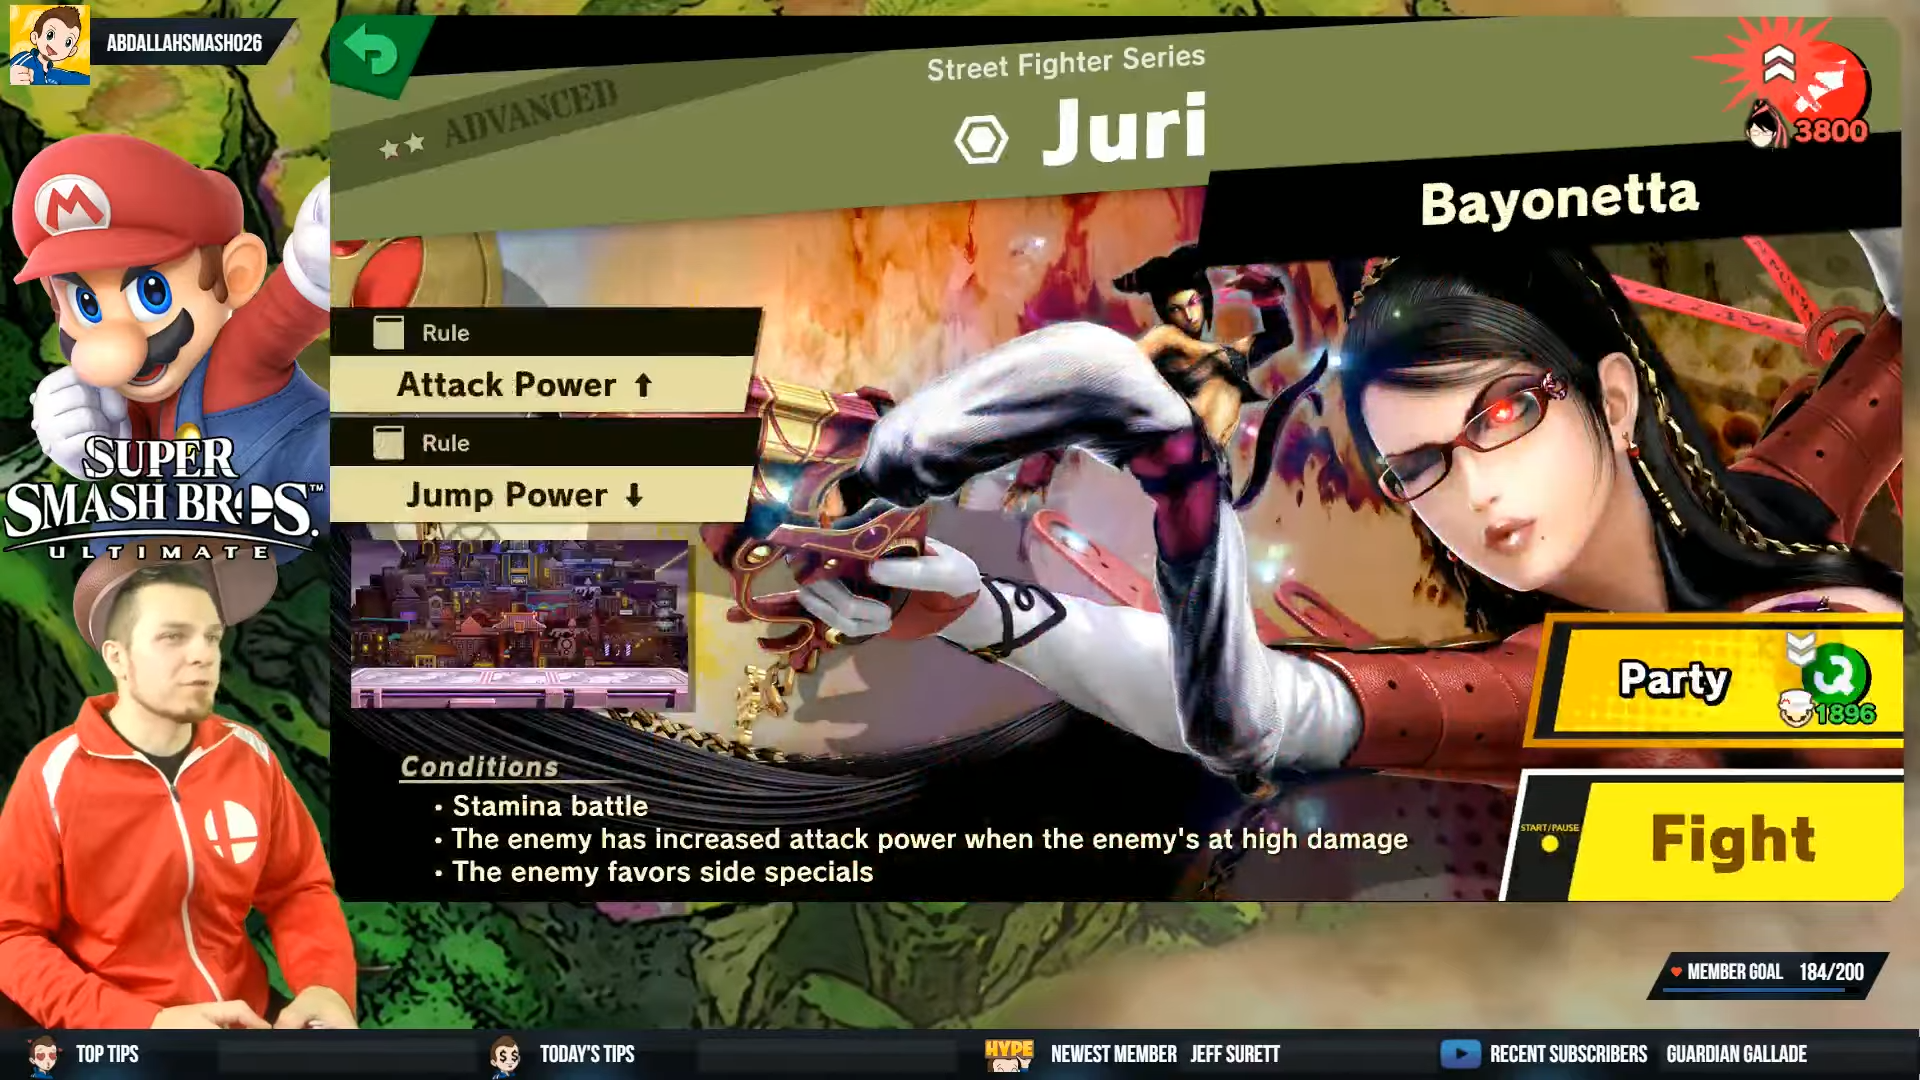 ABDALLAHSMASH026
Street Fighter Series
ADVANCED
Juri
3800
Bayonetta
Rule
Attack Power ↑
Rule
Jump Power ↓
M
SUPER
SMASH BROS.™
ULTIMATE
Party
1896
Conditions
• Stamina battle
• The enemy has increased attack power when the enemy's at high damage
• The enemy favors side specials
START/PAUSE
Fight
♥ MEMBER GOAL 184/200
TOP TIPS
TODAY'S TIPS
HYPE
NEWEST MEMBER JEFF SURETT
RECENT SUBSCRIBERS GUARDIAN GALLADE